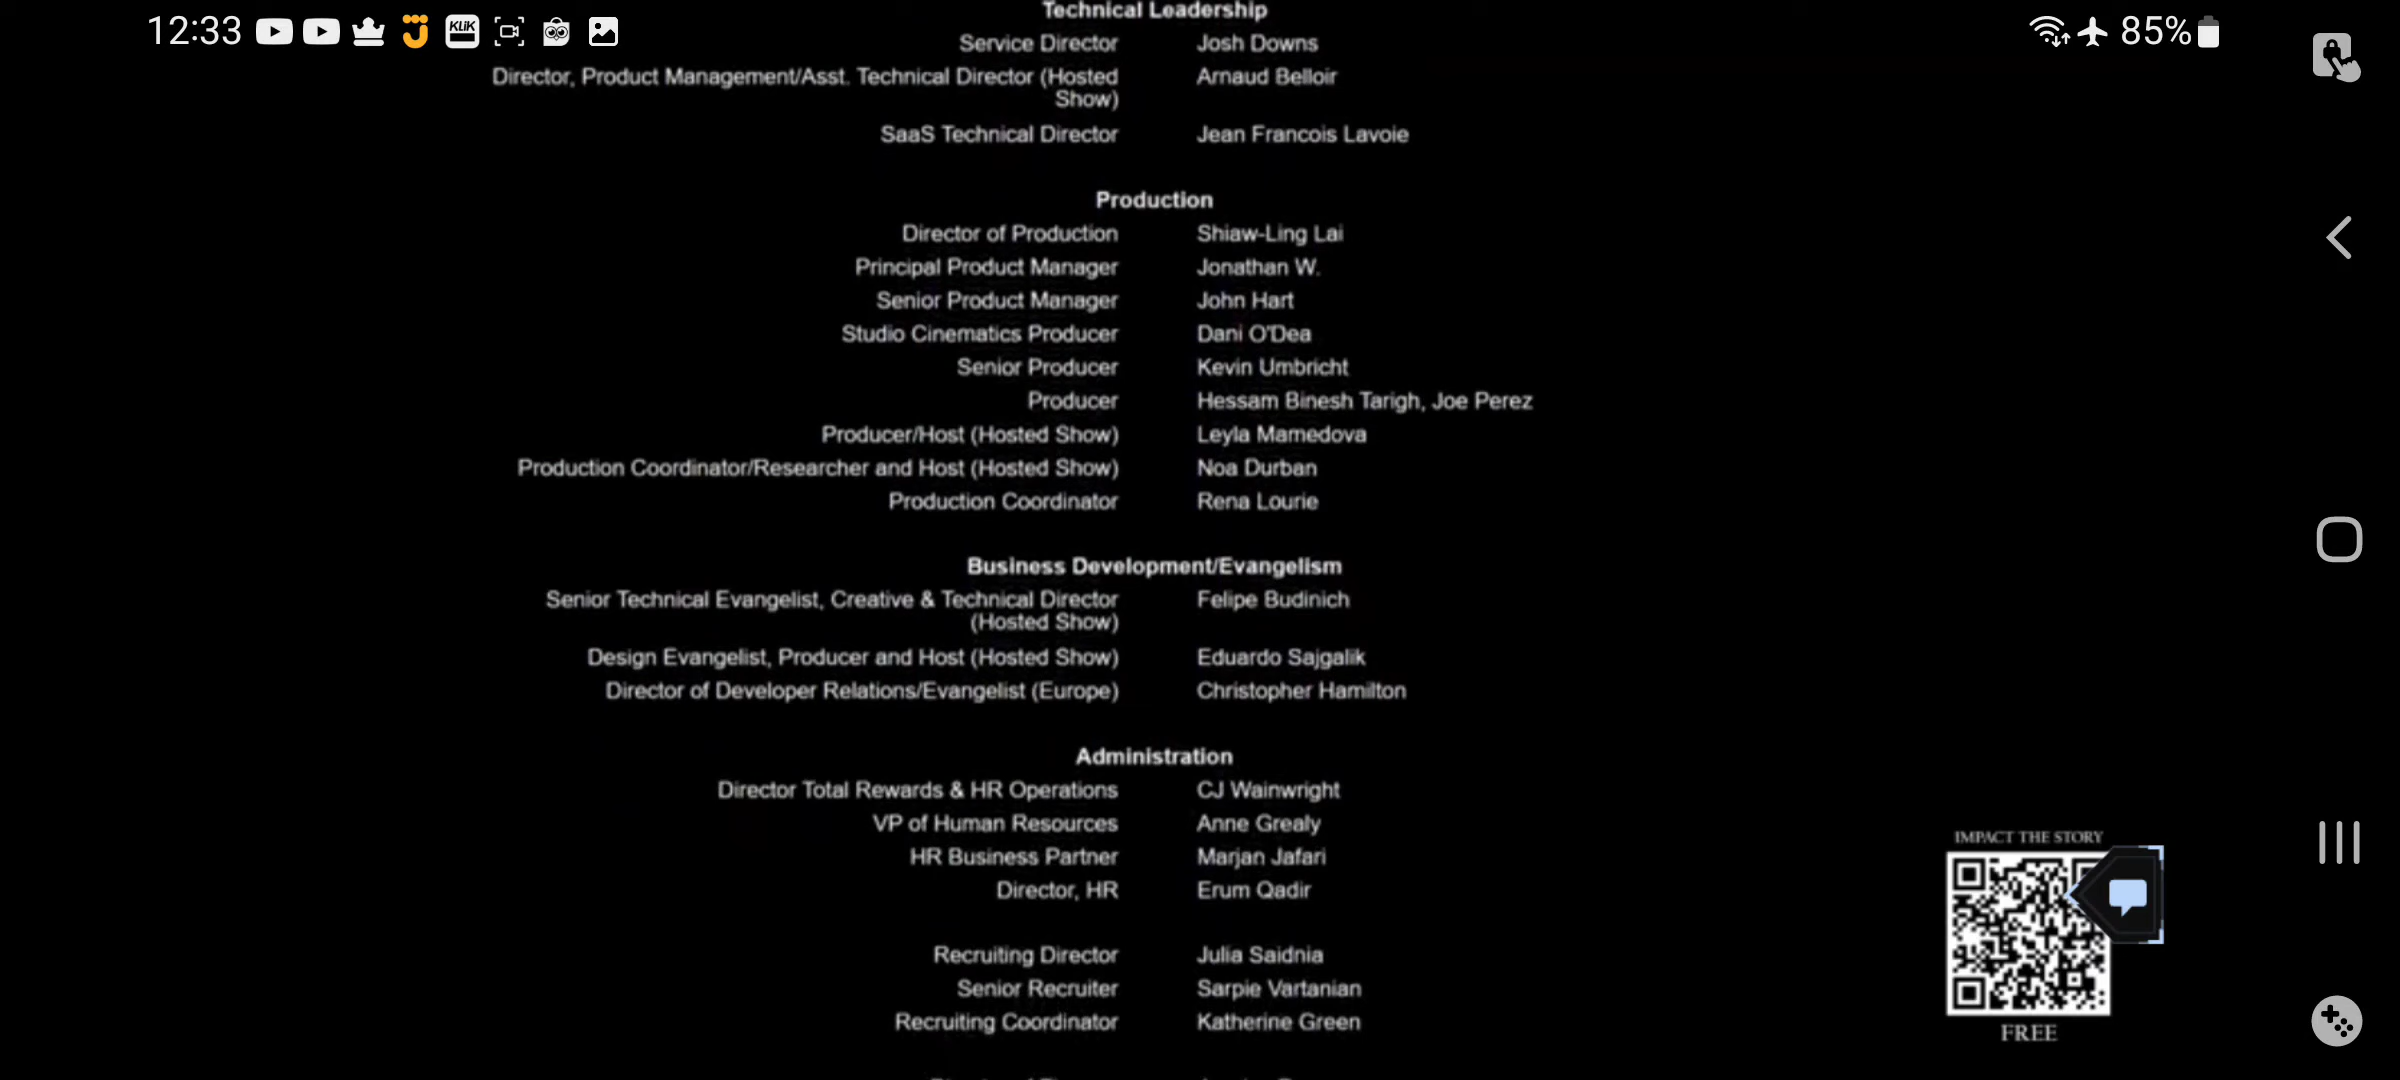 12:33
KLiK
85%
Technical Leadership
Service Director Josh Downs
Director, Product Management/Asst. Technical Director (Hosted Arnaud Belloir
Show)
SaaS Technical Director Jean Francois Lavoie
Production
Director of Production Shiaw-Ling Lai
Principal Product Manager Jonathan W.
Senior Product Manager John Hart
Studio Cinematics Producer Dani O'Dea
Senior Producer Kevin Umbricht
Producer Hessam Binesh Tarigh, Joe Perez
Producer/Host (Hosted Show) Leyla Mamedova
Production Coordinator/Researcher and Host (Hosted Show) Noa Durban
Production Coordinator Rena Lourie
Business Development/Evangelism
Senior Technical Evangelist, Creative & Technical Director Felipe Budinich
(Hosted Show)
Design Evangelist, Producer and Host (Hosted Show) Eduardo Sajgalik
Director of Developer Relations/Evangelist (Europe) Christopher Hamilton
Administration
Director Total Rewards & HR Operations CJ Wainwright
VP of Human Resources Anne Grealy
HR Business Partner Marjan Jafari
Director, HR Erum Qadir
Recruiting Director Julia Saidnia
Senior Recruiter Sarpie Vartanian
Recruiting Coordinator Katherine Green
IMPACT THE STORY
FREE